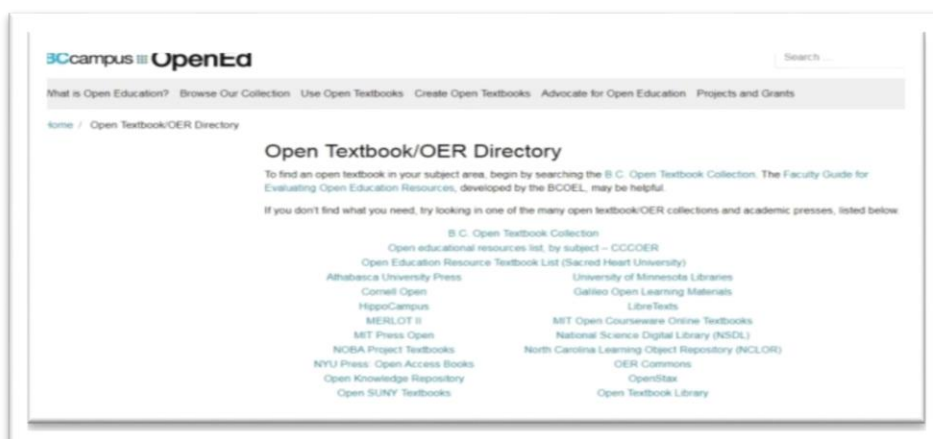 BCcampus OpenEd
Search ...
What is Open Education? Browse Our Collection Use Open Textbooks Create Open Textbooks Advocate for Open Education Projects and Grants
Home / Open Textbook/OER Directory
Open Textbook/OER Directory
To find an open textbook in your subject area, begin by searching the B.C. Open Textbook Collection. The Faculty Guide for
Evaluating Open Education Resources, developed by the BCOEL, may be helpful.
If you don't find what you need, try looking in one of the many open textbook/OER collections and academic presses, listed below.
B.C. Open Textbook Collection
Open educational resources list, by subject – CCCOER
Open Education Resource Textbook List (Sacred Heart University)
Athabasca University Press University of Minnesota Libraries
Cornell Open Galileo Open Learning Materials
HippoCampus LibreTexts
MERLOT II MIT Open Courseware Online Textbooks
MIT Press Open National Science Digital Library (NSDL)
NOBA Project Textbooks North Carolina Learning Object Repository (NCLOR)
NYU Press: Open Access Books OER Commons
Open Knowledge Repository OpenStax
Open SUNY Textbooks Open Textbook Library